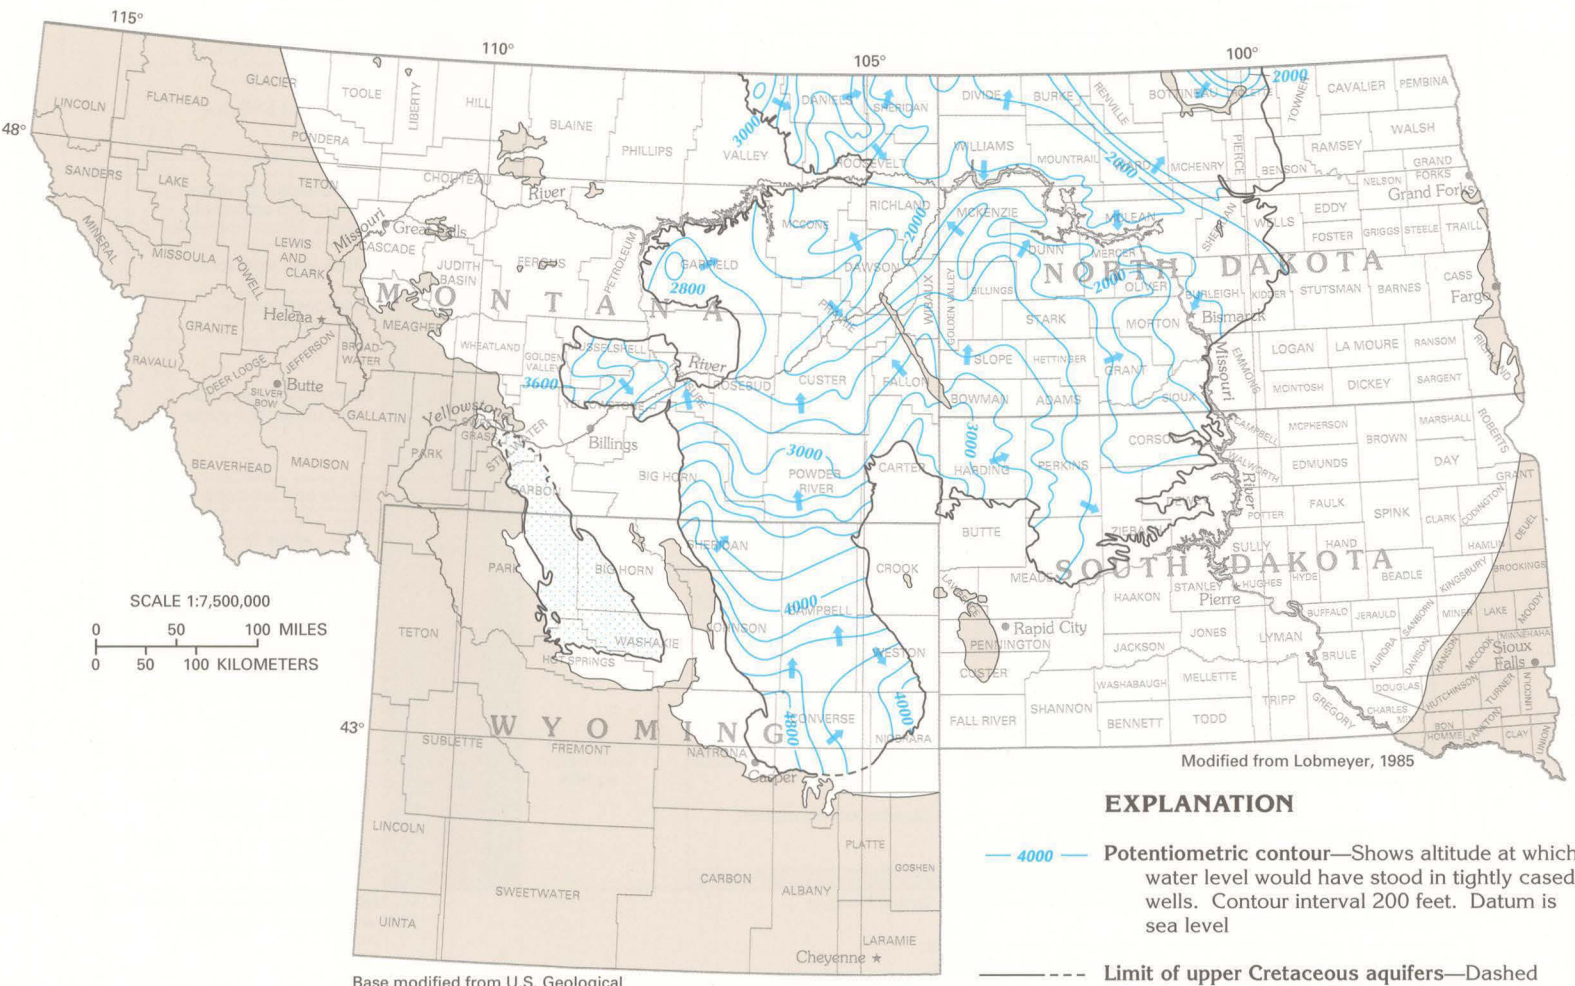 115°
110°
105°
100°
2000
GLACIER
TOOLE
LIBERTY
HILL
BLAINE
PHILLIPS
VALLEY
DANIELS
SHERIDAN
DIVIDE
BURKE
RENVILLE
BOTTINEAU
TOWNER
CAVALIER
PEMBINA
LINCOLN
FLATHEAD
48°
PONDERA
3000
ROOSEVELT
WILLIAMS
MOUNTRAIL
2000
MCHENRY
PIERCE
BENSON
RAMSEY
WALSH
GRAND
FORKS
NELSON
Grand Forks
SANDERS
LAKE
TETON
CHOUTEAU
River
RICHLAND
MCKENZIE
MCLEAN
SHERIDAN
WELLS
EDDY
FOSTER
GRIGGS
STEELE
TRAILL
MINERAL
MISSOULA
POWELL
LEWIS
AND
CLARK
Missouri
Great Falls
CASCADE
JUDITH
BASIN
FERGUS
PETROLEUM
GARFIELD
2800
MCCONE
DAWSON
2000
WIBAUX
GOLDEN VALLEY
BILLINGS
DUNN
MERCER
2000
OLIVER
BURLEIGH
KIDDER
STUTSMAN
BARNES
CASS
Fargo
MONTANA
NORTH DAKOTA
GRANITE
Helena
MEAGHER
BROAD-
WATER
JEFFERSON
WHEATLAND
GOLDEN
VALLEY
MUSSELSHELL
River
PRAIRIE
STARK
MORTON
Bismarck
RAVALLI
DEER LODGE
SILVER
BOW
Butte
3600
YELLOWSTONE
ROSEBUD
CUSTER
FALLON
SLOPE
HETTINGER
GRANT
Missouri
EMMONS
LOGAN
LA MOURE
RANSOM
RICHLAND
BOWMAN
ADAMS
SIOUX
MCINTOSH
DICKEY
SARGENT
GALLATIN
Yellowstone
STILLWATER
Billings
BEAVERHEAD
MADISON
PARK
CARBON
BIG HORN
3000
POWDER
RIVER
CARTER
3000
HARDING
PERKINS
CORSON
CAMPBELL
WALWORTH
MCPHERSON
EDMUNDS
BROWN
MARSHALL
ROBERTS
DAY
GRANT
River
POTTER
FAULK
SPINK
CLARK
CODINGTON
DEUEL
HAMLIN
SHERIDAN
BUTTE
ZIEBACH
SULLY
HAND
PARK
BIG HORN
CROOK
MEADE
SOUTH DAKOTA
HAAKON
STANLEY
HUGHES
HYDE
Pierre
BEADLE
KINGSBURY
BROOKINGS
SCALE 1:7,500,000
0 50 100 MILES
0 50 100 KILOMETERS
TETON
WASHAKIE
HOT SPRINGS
JOHNSON
4000
CAMPBELL
WESTON
Rapid City
PENNINGTON
CUSTER
JACKSON
JONES
LYMAN
BUFFALO
JERAULD
SANBORN
MINER
LAKE
MOODY
BRULE
AURORA
DAVISON
HANSON
MCCOOK
MINNEHAHA
Sioux
Falls
WASHABAUGH
MELLETTE
DOUGLAS
HUTCHINSON
TURNER
LINCOLN
43°
WYOMING
SUBLETTE
FREMONT
NATRONA
Casper
4800
CONVERSE
4000
NIOBRARA
FALL RIVER
SHANNON
BENNETT
TODD
TRIPP
GREGORY
CHARLES
MIX
BON
HOMME
YANKTON
CLAY
UNION
Modified from Lobmeyer, 1985
LINCOLN
UINTA
SWEETWATER
CARBON
ALBANY
PLATTE
GOSHEN
LARAMIE
Cheyenne
EXPLANATION
4000 Potentiometric contour—Shows altitude at which
water level would have stood in tightly cased
wells. Contour interval 200 feet. Datum is
sea level
Limit of upper Cretaceous aquifers—Dashed
Base modified from U.S. Geological